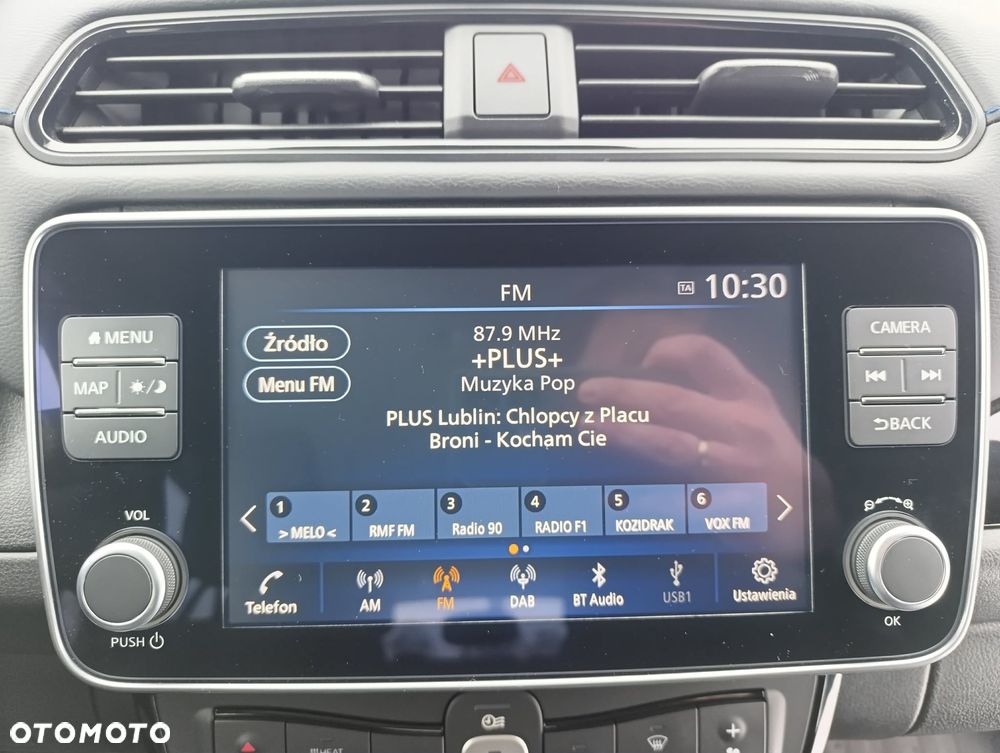 FM
TA
10:30
MENU
MAP
AUDIO
VOL
PUSH
Źródło
Menu FM
87.9 MHz
+PLUS+
Muzyka Pop
PLUS Lublin: Chlopcy z Placu
Broni - Kocham Cie
1
> MELO <
2
RMF FM
3
Radio 90
4
RADIO F1
5
KOZIDRAK
6
VOX FM
Telefon
AM
FM
DAB
BT Audio
USB1
Ustawienia
CAMERA
BACK
OK
HEAT
OTOMOTO